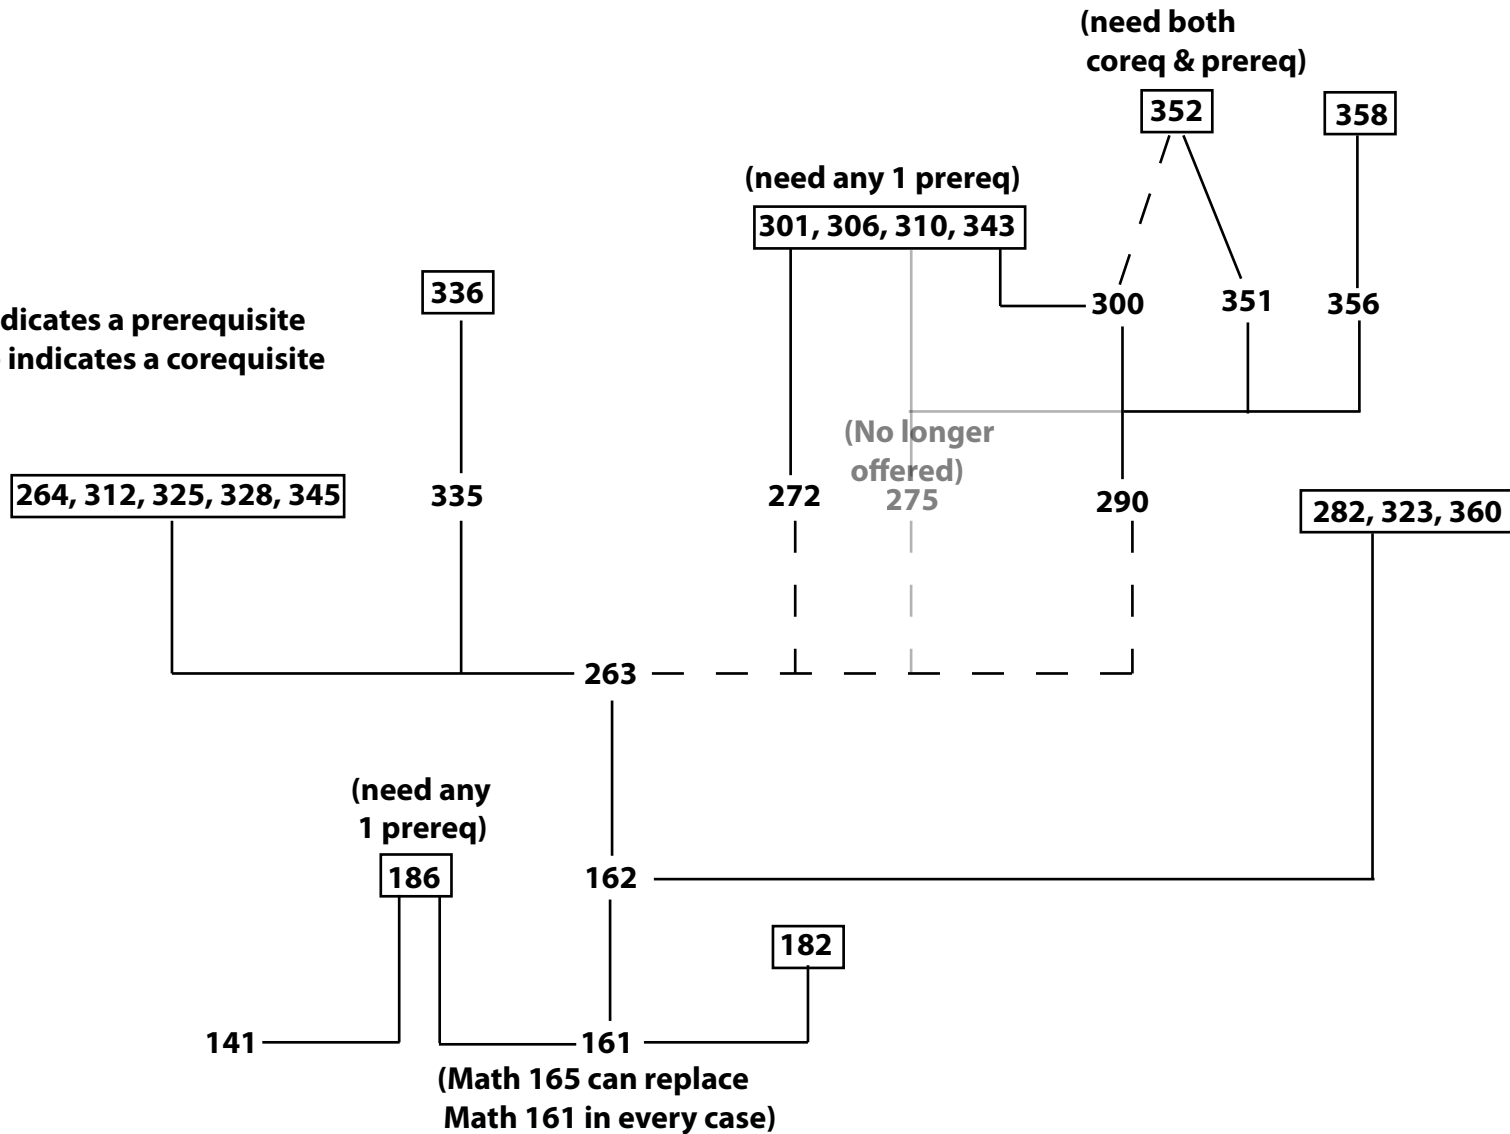 (need both
coreq & prereq)
352
358
(need any 1 prereq)
301, 306, 310, 343
336
300
351
356
dicates a prerequisite
indicates a corequisite
(No longer
offered)
264, 312, 325, 328, 345
335
272
275
290
282, 323, 360
263
(need any
1 prereq)
186
162
182
141
161
(Math 165 can replace
Math 161 in every case)